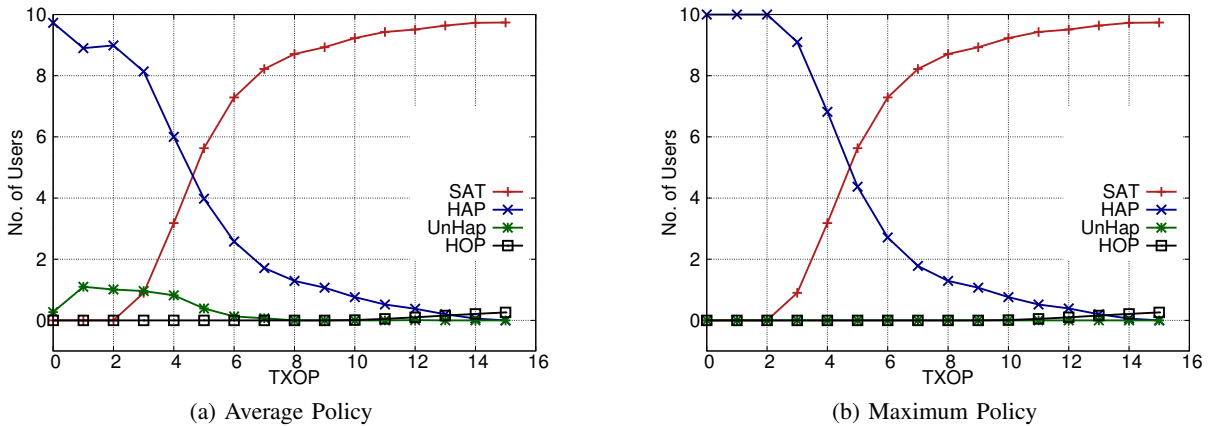 10
8
6
4
2
0
No. of Users
SAT
HAP
UnHap
HOP
0 2 4 6 8 10 12 14 16
TXOP
(a) Average Policy
10
8
6
4
2
0
No. of Users
SAT
HAP
UnHap
HOP
0 2 4 6 8 10 12 14 16
TXOP
(b) Maximum Policy